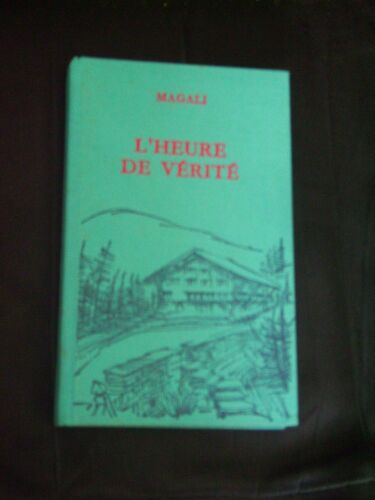 MAGALI
L'HEURE
DE VÉRITÉ